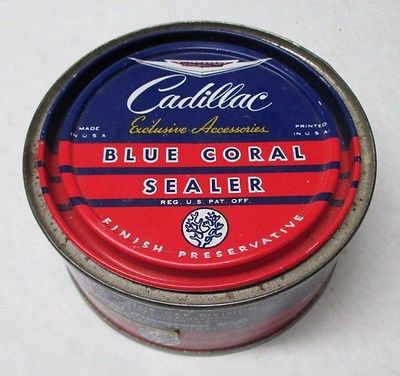 Cadillac
Exclusive Accessories
MADE
IN U S A
PRINTED
IN U S A
BLUE CORAL
SEALER
REG. U.S. PAT. OFF.
FINISH PRESERVATIVE